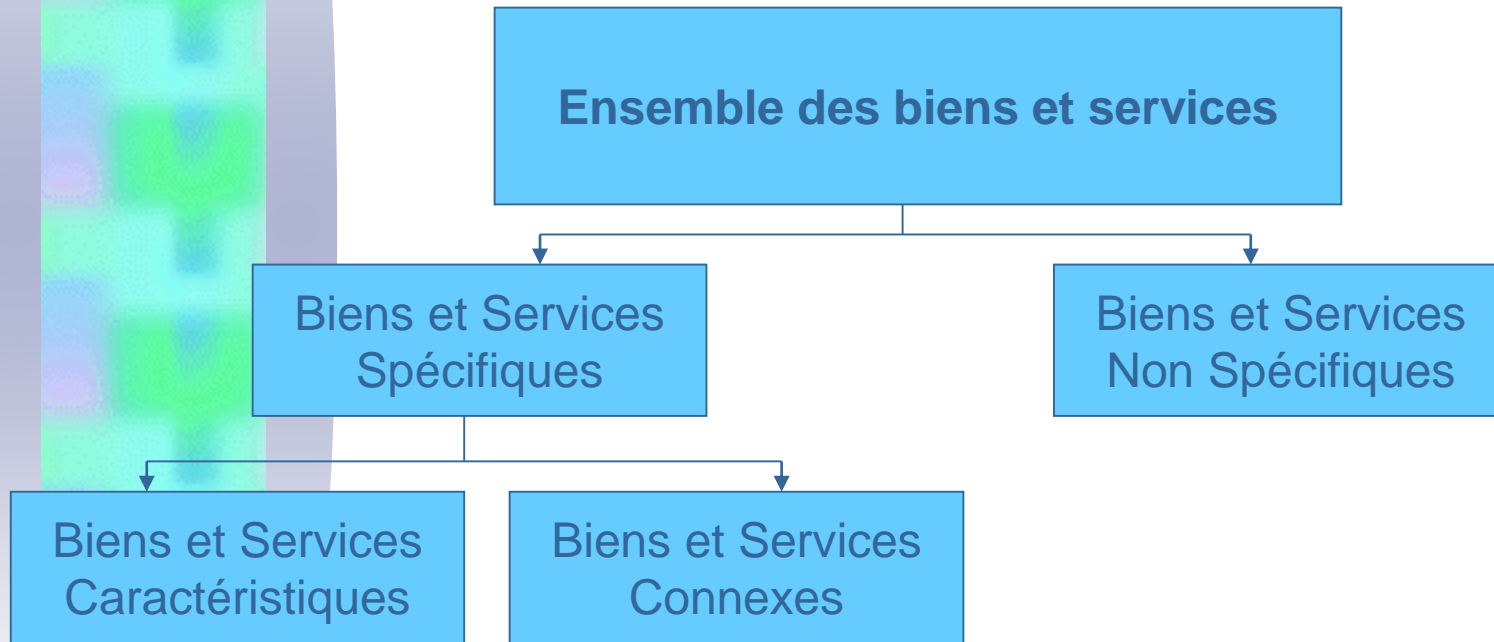 Ensemble des biens et services
Biens et Services
Spécifiques
Biens et Services
Non Spécifiques
Biens et Services
Caractéristiques
Biens et Services
Connexes